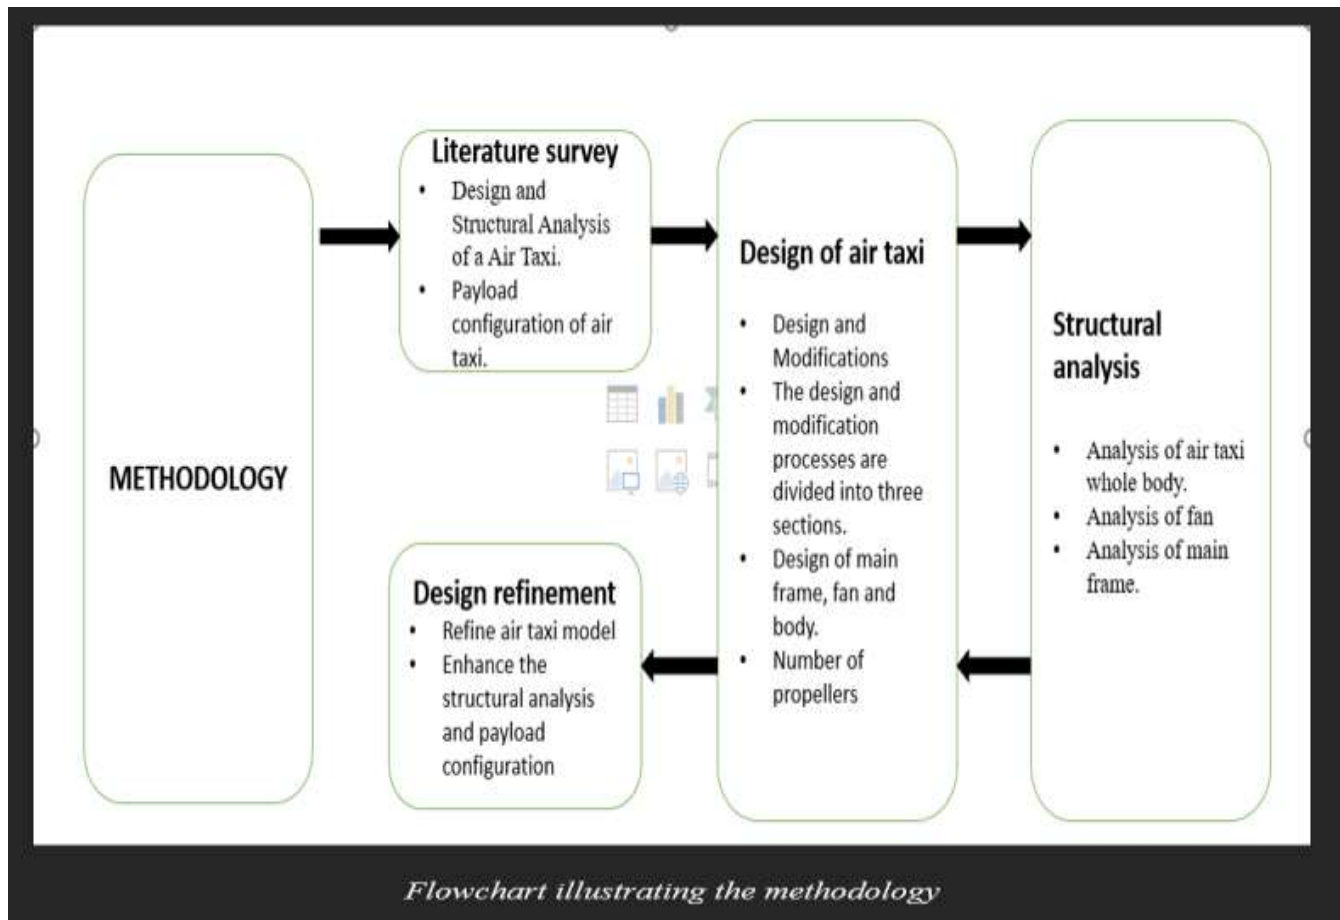 METHODOLOGY
Literature survey
• Design and
Structural Analysis
of a Air Taxi.
• Payload
configuration of air
taxi.
Design of air taxi
• Design and
Modifications
• The design and
modification
processes are
divided into three
sections.
• Design of main
frame, fan and
body.
• Number of
propellers
Structural
analysis
• Analysis of air taxi
whole body.
• Analysis of fan
• Analysis of main
frame.
Design refinement
• Refine air taxi model
• Enhance the
structural analysis
and payload
configuration
Flowchart illustrating the methodology